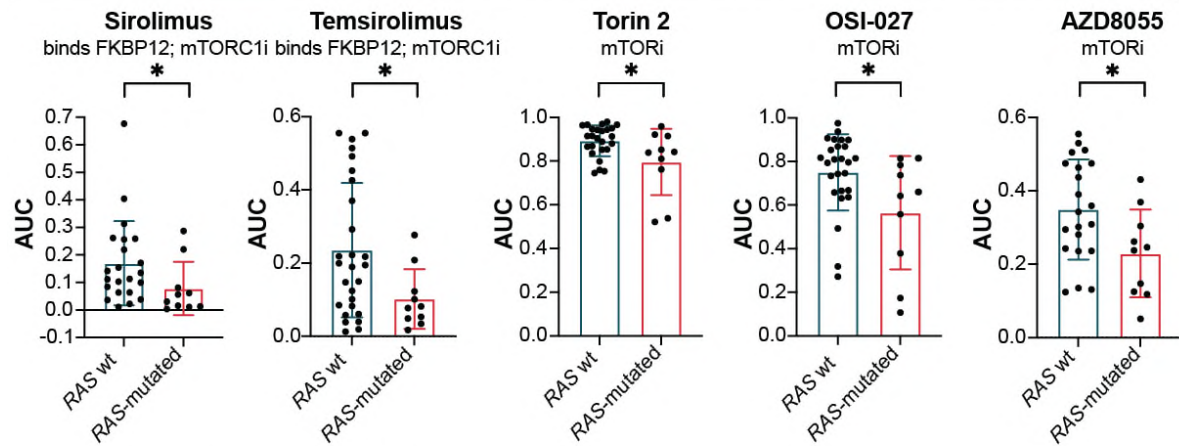 Sirolimus
binds FKBP12; mTORC1i
*
AUC
0.7
0.6
0.5
0.4
0.3
0.2
0.1
0.0
-0.1
RAS wt
RAS-mutated
Temsirolimus
binds FKBP12; mTORC1i
*
AUC
0.6
0.4
0.2
0.0
RAS wt
RAS-mutated
Torin 2
mTORi
*
AUC
1.0
0.8
0.6
0.4
0.2
0.0
RAS wt
RAS-mutated
OSI-027
mTORi
*
AUC
1.0
0.8
0.6
0.4
0.2
0.0
RAS wt
RAS-mutated
AZD8055
mTORi
*
AUC
0.6
0.4
0.2
0.0
RAS wt
RAS-mutated